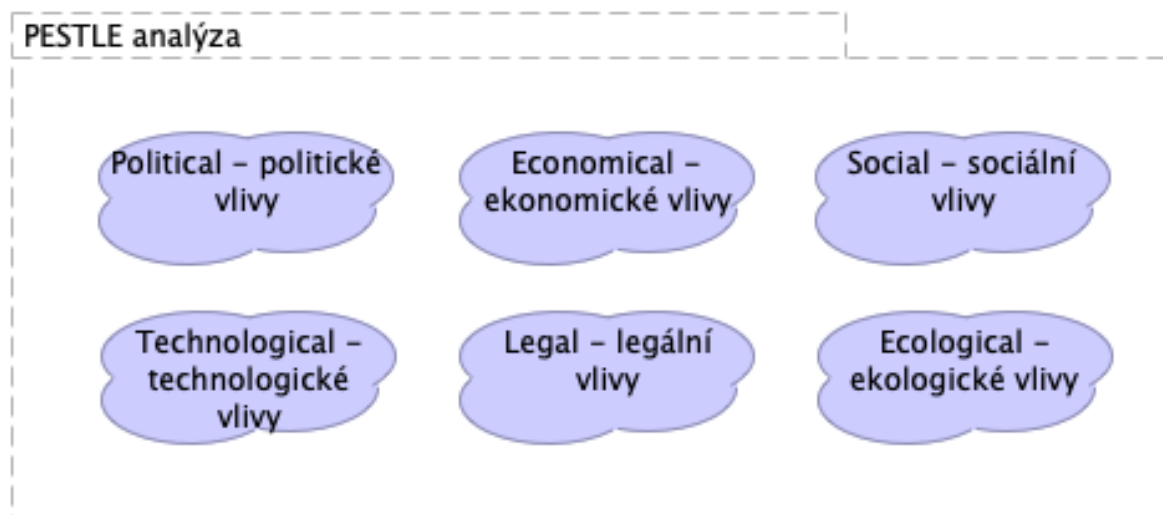 PESTLE analýza
Political – politické
vlivy
Economical –
ekonomické vlivy
Social – sociální
vlivy
Technological –
technologické
vlivy
Legal – legální
vlivy
Ecological –
ekologické vlivy